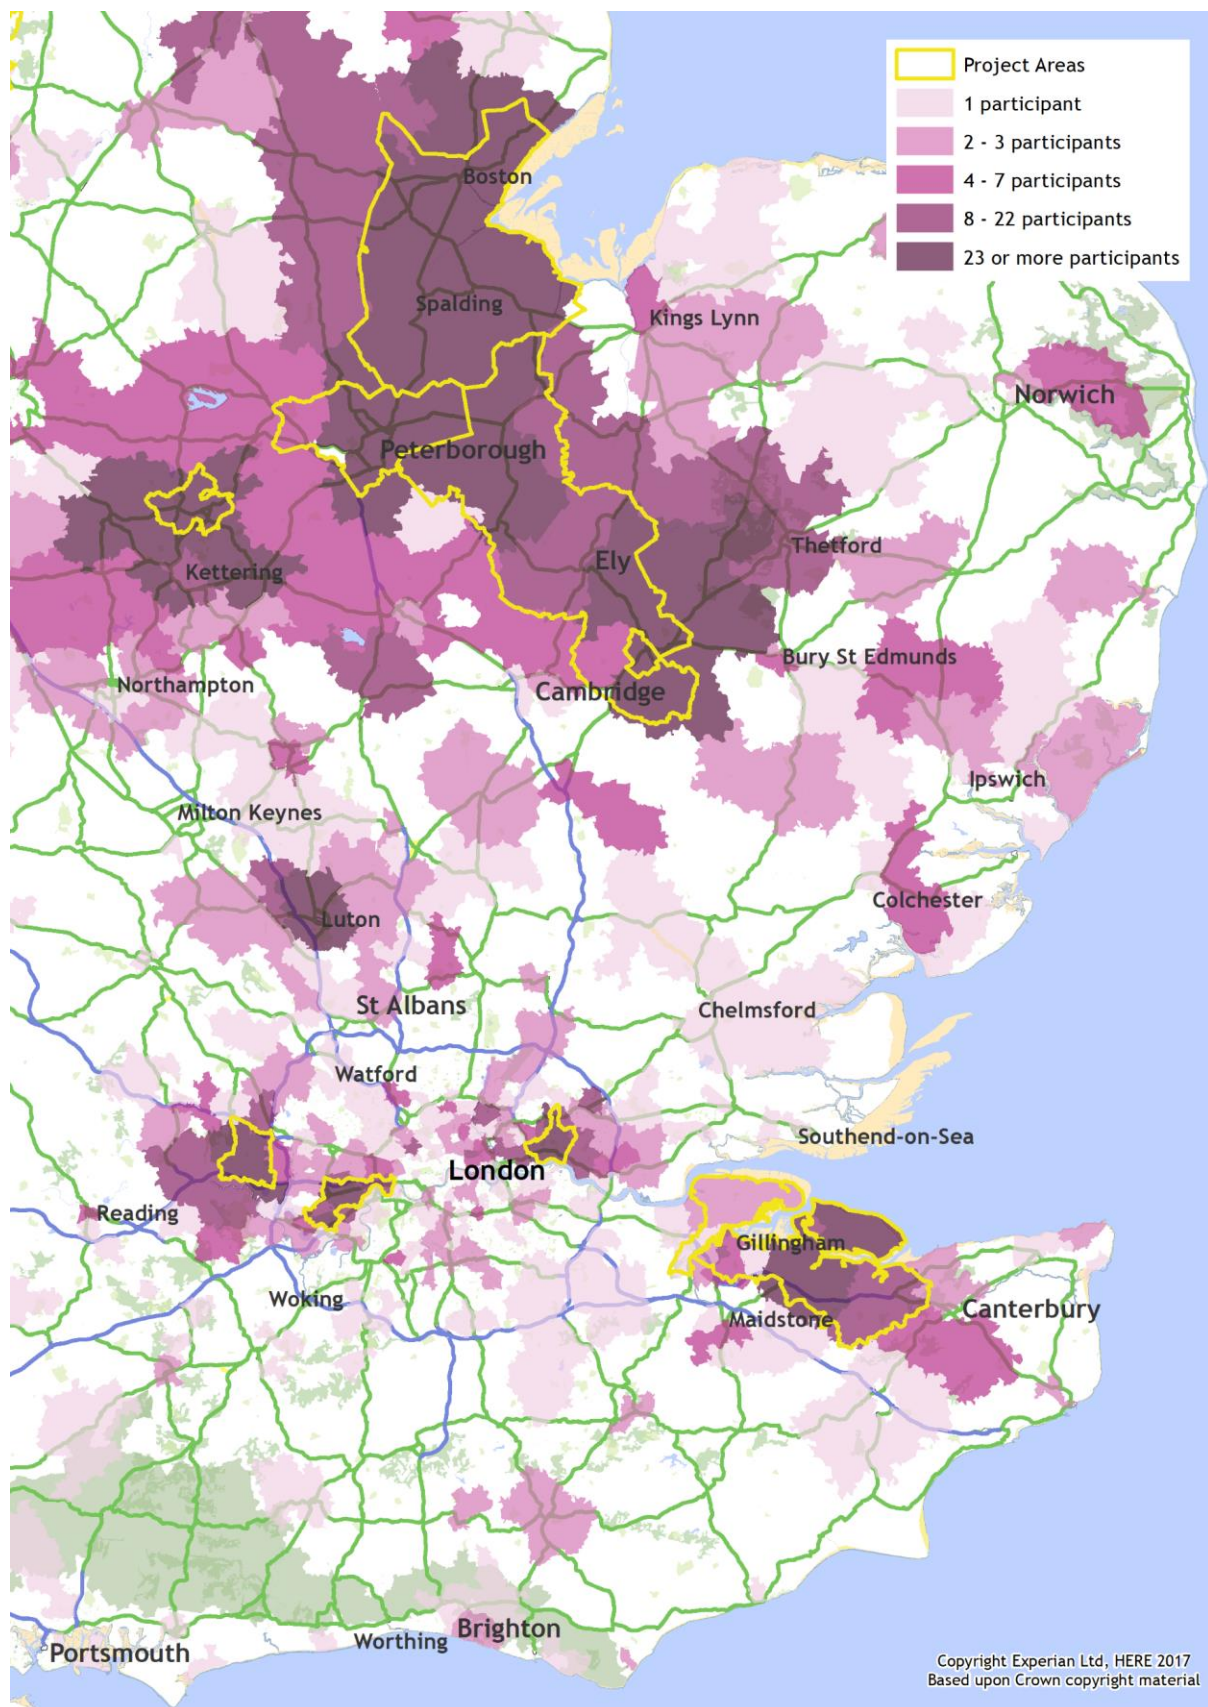 Project Areas
1 participant
2 - 3 participants
4 - 7 participants
8 - 22 participants
23 or more participants
Boston
Spalding
Kings Lynn
Norwich
Peterborough
Thetford
Ely
Kettering
Bury St Edmunds
Northampton
Cambridge
Ipswich
Milton Keynes
Colchester
Luton
St Albans
Chelmsford
Watford
Southend-on-Sea
London
Reading
Gillingham
Woking
Canterbury
Maidstone
Brighton
Worthing
Portsmouth
Copyright Experian Ltd, HERE 2017
Based upon Crown copyright material